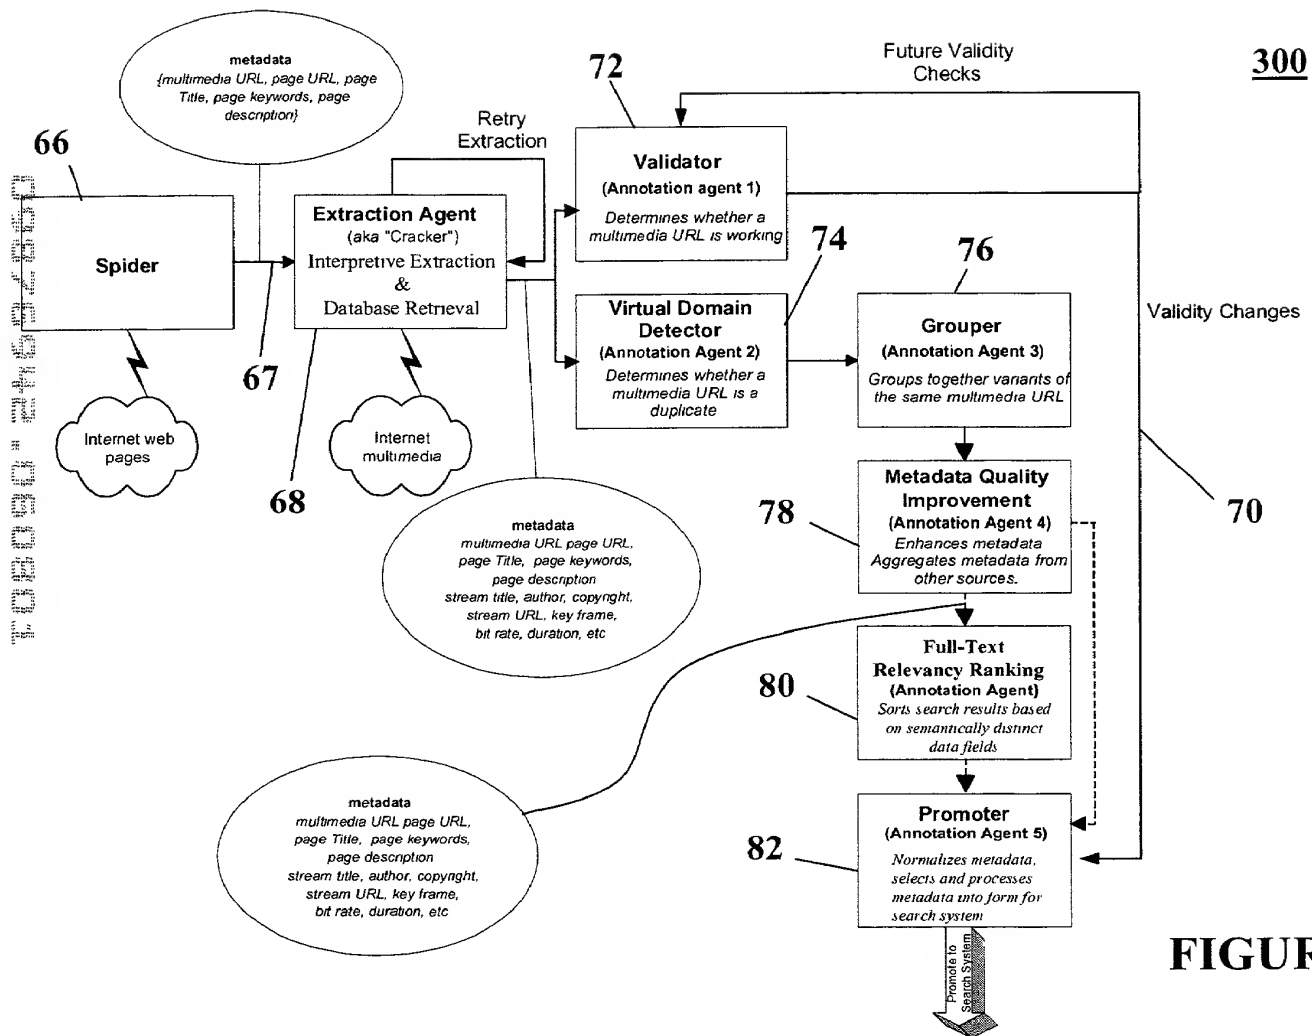 300
metadata
{multimedia URL, page URL, page
Title, page keywords, page
description}
66
Spider
67
Internet web
pages
Retry
Extraction
Extraction Agent
(aka "Cracker")
Interpretive Extraction
&
Database Retrieval
68
Internet
multimedia
metadata
multimedia URL page URL,
page Title, page keywords,
page description
stream title, author, copyright,
stream URL, key frame,
bit rate, duration, etc
72
Future Validity
Checks
Validator
(Annotation agent 1)
Determines whether a
multimedia URL is working
74
Virtual Domain
Detector
(Annotation Agent 2)
Determines whether a
multimedia URL is a
duplicate
76
Grouper
(Annotation Agent 3)
Groups together variants of
the same multimedia URL
Validity Changes
70
78
Metadata Quality
Improvement
(Annotation Agent 4)
Enhances metadata
Aggregates metadata from
other sources.
80
Full-Text
Relevancy Ranking
(Annotation Agent)
Sorts search results based
on semantically distinct
data fields
metadata
multimedia URL page URL,
page Title, page keywords,
page description
stream title, author, copyright,
stream URL, key frame,
bit rate, duration, etc
82
Promoter
(Annotation Agent 5)
Normalizes metadata,
selects and processes
metadata into form for
search system
Promote to
Search System
FIGUR